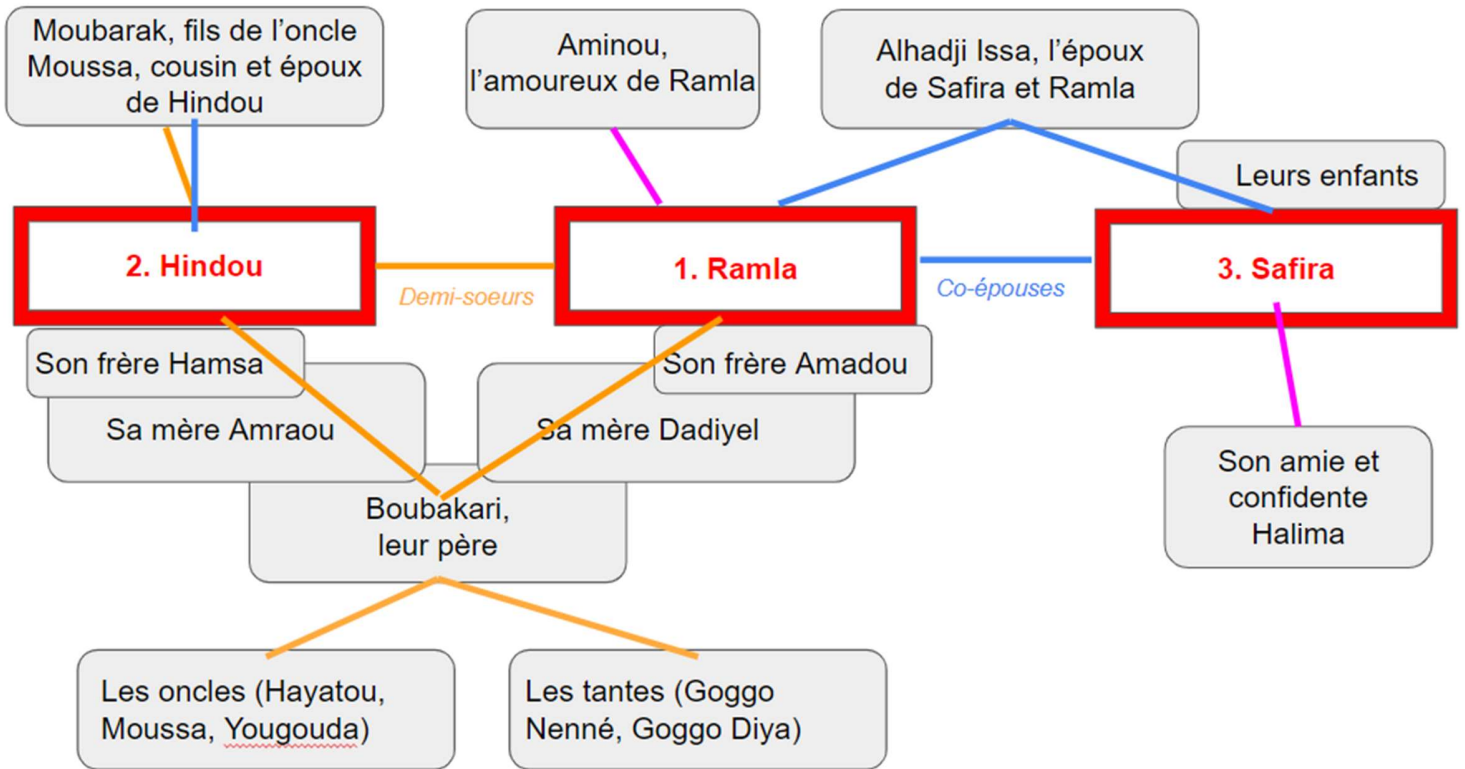 Moubarak, fils de l’oncle
Moussa, cousin et époux
de Hindou
Aminou,
l’amoureux de Ramla
Alhadji Issa, l’époux
de Safira et Ramla
Leurs enfants
2. Hindou
Demi-soeurs
1. Ramla
Co-épouses
3. Safira
Son frère Hamsa
Son frère Amadou
Sa mère Amraou
Sa mère Dadiyel
Son amie et
confidente
Halima
Boubakari,
leur père
Les oncles (Hayatou,
Moussa, Yougouda)
Les tantes (Goggo
Nenné, Goggo Diya)